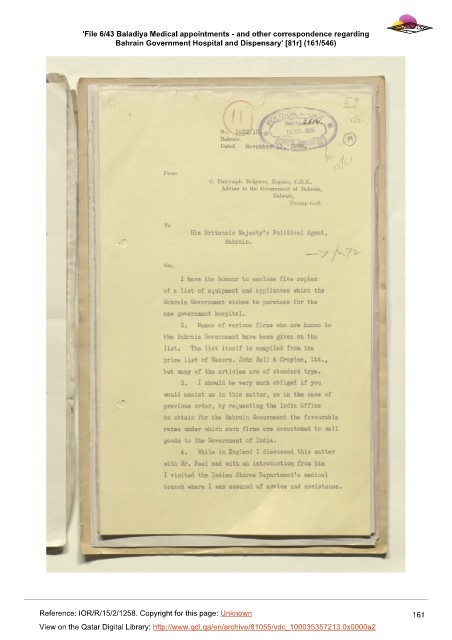 'File 6/43 Baladiya Medical appointments - and other correspondence regarding
Bahrain Government Hospital and Dispensary' [81r] (161/546)
11
No.
Bahrain,
Dated, November
From
C. Dalrymple Belgrave, Esquire, C.B.E.,
Adviser to the Government of Bahrain,
Bahrain,
Persian Gulf.
To
His Britannic Majesty's Political Agent,
Bahrain.
→ p. 72
Sir,
I have the honour to enclose five copies
of a list of equipment and appliances which the
Bahrain Government wishes to purchase for the
new government hospital.
2. Names of various firms who are known to
the Bahrain Government have been given on the
list. The list itself is compiled from the
price list of Messrs. John Bell & Croyden, Ltd.,
but many of the articles are of standard type.
3. I should be very much obliged if you
would assist us in this matter, as in the case of
previous order, by requesting the India Office
to obtain for the Bahrain Government the favourable
rates under which such firms are accustomed to sell
goods to the Government of India.
4. While in England I discussed this matter
with Mr. Peel and with an introduction from him
I visited the Indian Stores Department's medical
branch where I was assured of advice and assistance.
Reference: IOR/R/15/2/1258. Copyright for this page: Unknown
161
View on the Qatar Digital Library: http://www.qdl.qa/en/archive/81055/vdc_100035357213.0x0000a2